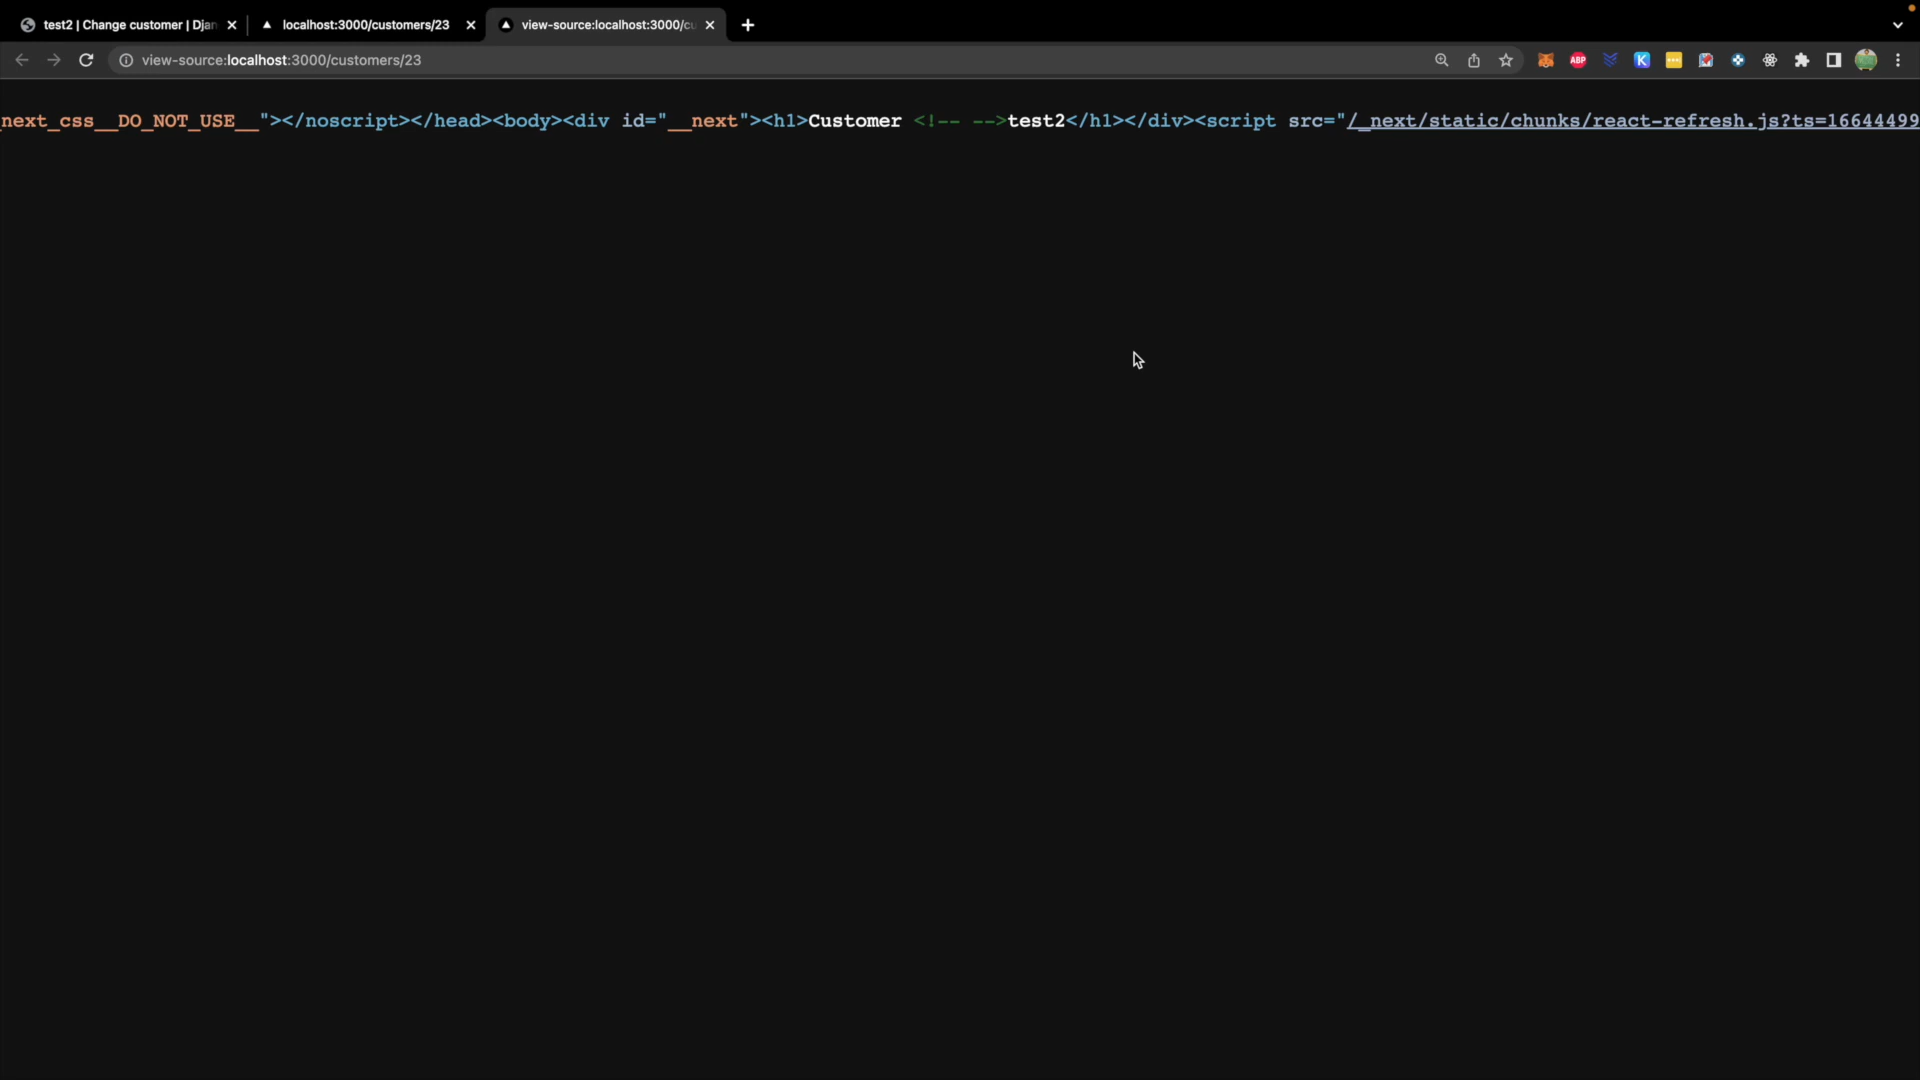 test2 | Change customer | Djan
localhost:3000/customers/23
view-source:localhost:3000/cu
view-source:localhost:3000/customers/23
ABP
K
next_css__DO_NOT_USE__"></noscript></head><body><div id="__next"><h1>Customer <!-- -->test2</h1></div><script src="/_next/static/chunks/react-refresh.js?ts=16644499